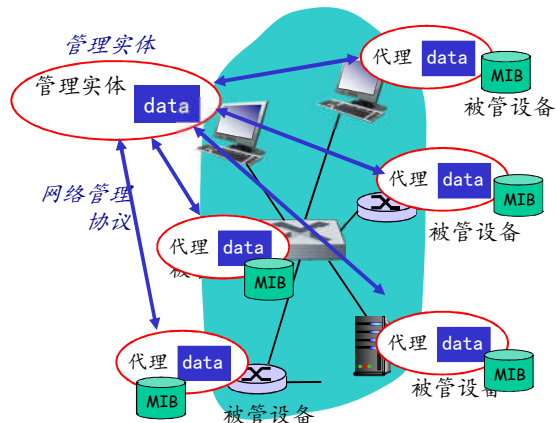 管理实体
管理实体
data
代理 data
MIB
被管设备
网络管理
协议
代理 data
MIB
被管设备
代理 data
MIB
代理 data
MIB
被管设备
代理 data
MIB
被管设备